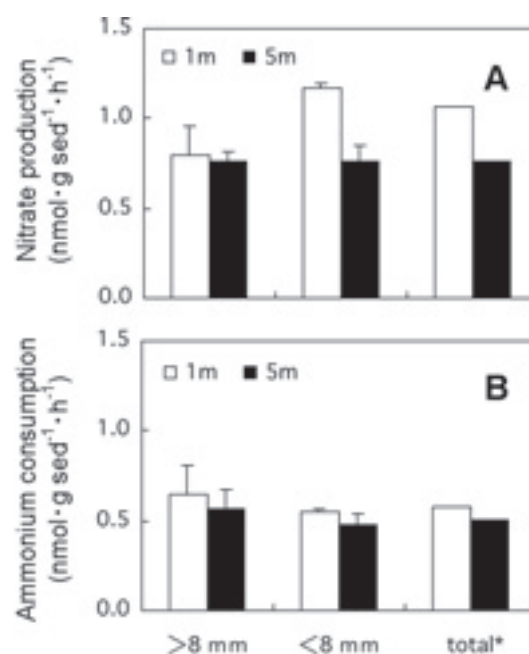 Nitrate production
(nmol·g sed⁻¹·h⁻¹)
1.5
1.0
0.5
0.0
1m 5m
A
Ammonium consumption
(nmol·g sed⁻¹·h⁻¹)
1.5
1.0
0.5
0.0
1m 5m
B
>8 mm <8 mm total*